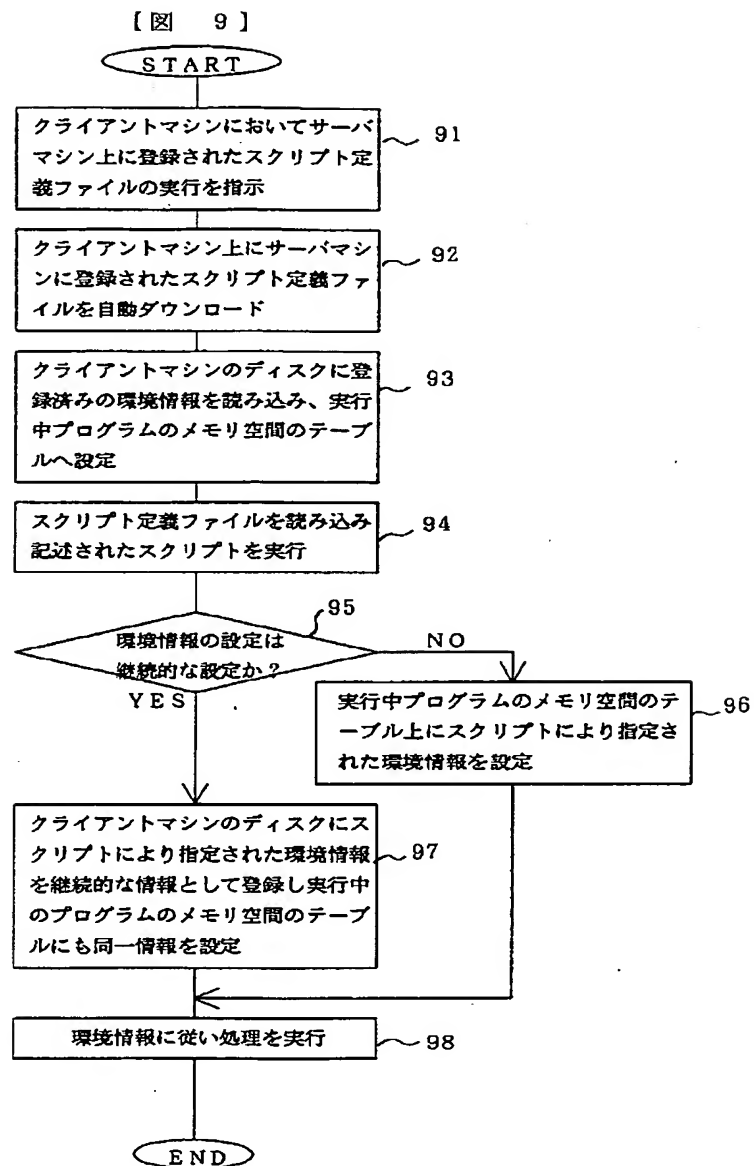 [図 9]
START
クライアントマシンにおいてサーバ
マシン上に登録されたスクリプト定
義ファイルの実行を指示
91
クライアントマシン上にサーバマシ
ンに登録されたスクリプト定義ファ
イルを自動ダウンロード
92
クライアントマシンのディスクに登
録済みの環境情報を読み込み、実行
中プログラムのメモリ空間のテーブ
ルへ設定
93
スクリプト定義ファイルを読み込み
記述されたスクリプトを実行
94
95
環境情報の設定は
継続的な設定か?
NO
YES
実行中プログラムのメモリ空間のテ
ーブル上にスクリプトにより指定さ
れた環境情報を設定
96
クライアントマシンのディスクにス
クリプトにより指定された環境情報
を継続的な情報として登録し実行中
のプログラムのメモリ空間のテーブ
ルにも同一情報を設定
97
環境情報に従い処理を実行
98
END